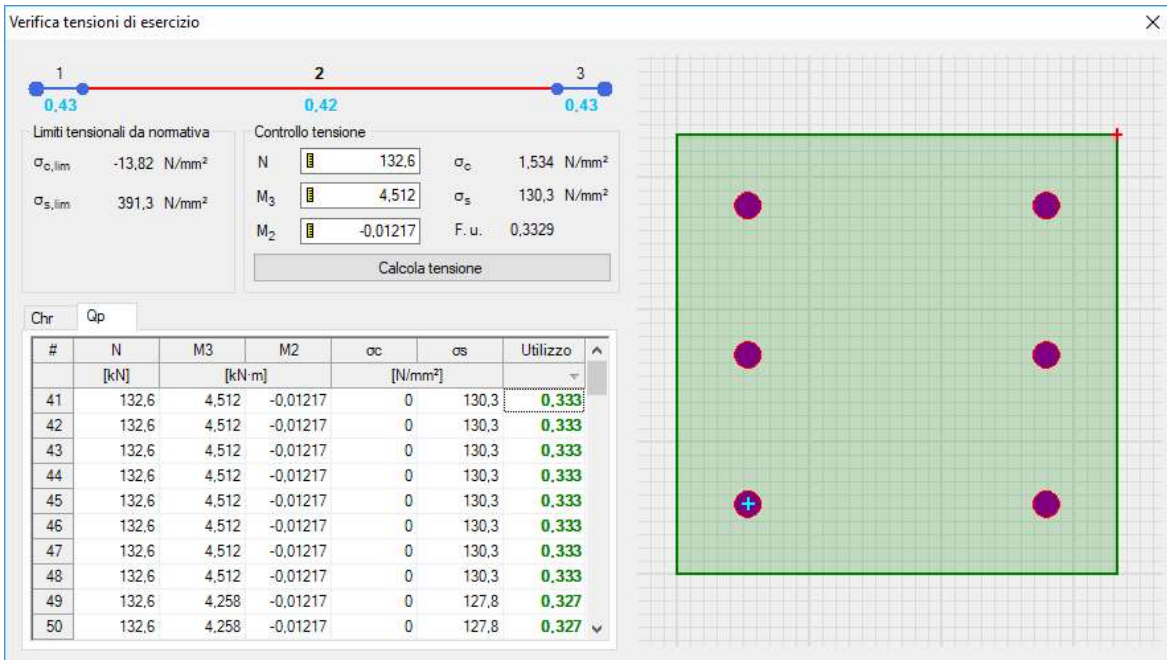 Verifica tensioni di esercizio
1 2 3
0,43 0,42 0,43
Limiti tensionali da normativa
σc,lim -13,82 N/mm²
σs,lim 391,3 N/mm²
Controllo tensione
N 132,6 σc 1,534 N/mm²
M3 4,512 σs 130,3 N/mm²
M2 -0,01217 F. u. 0,3329
Calcola tensione
Chr Qp
# N M3 M2 σc σs Utilizzo
[kN] [kN·m] [N/mm²]
41 132,6 4,512 -0,01217 0 130,3 0,333
42 132,6 4,512 -0,01217 0 130,3 0,333
43 132,6 4,512 -0,01217 0 130,3 0,333
44 132,6 4,512 -0,01217 0 130,3 0,333
45 132,6 4,512 -0,01217 0 130,3 0,333
46 132,6 4,512 -0,01217 0 130,3 0,333
47 132,6 4,512 -0,01217 0 130,3 0,333
48 132,6 4,512 -0,01217 0 130,3 0,333
49 132,6 4,258 -0,01217 0 127,8 0,327
50 132,6 4,258 -0,01217 0 127,8 0,327